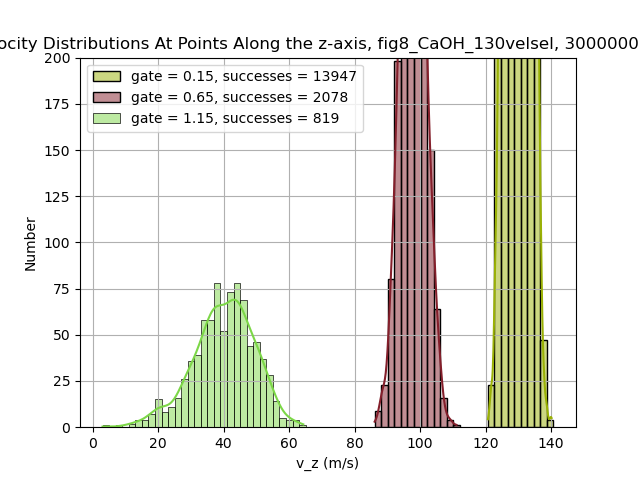 ocity Distributions At Points Along the z-axis, fig8_CaOH_130velsel, 3000000
gate = 0.15, successes = 13947
gate = 0.65, successes = 2078
gate = 1.15, successes = 819
Number
200
175
150
125
100
75
50
25
0
0 20 40 60 80 100 120 140
v_z (m/s)